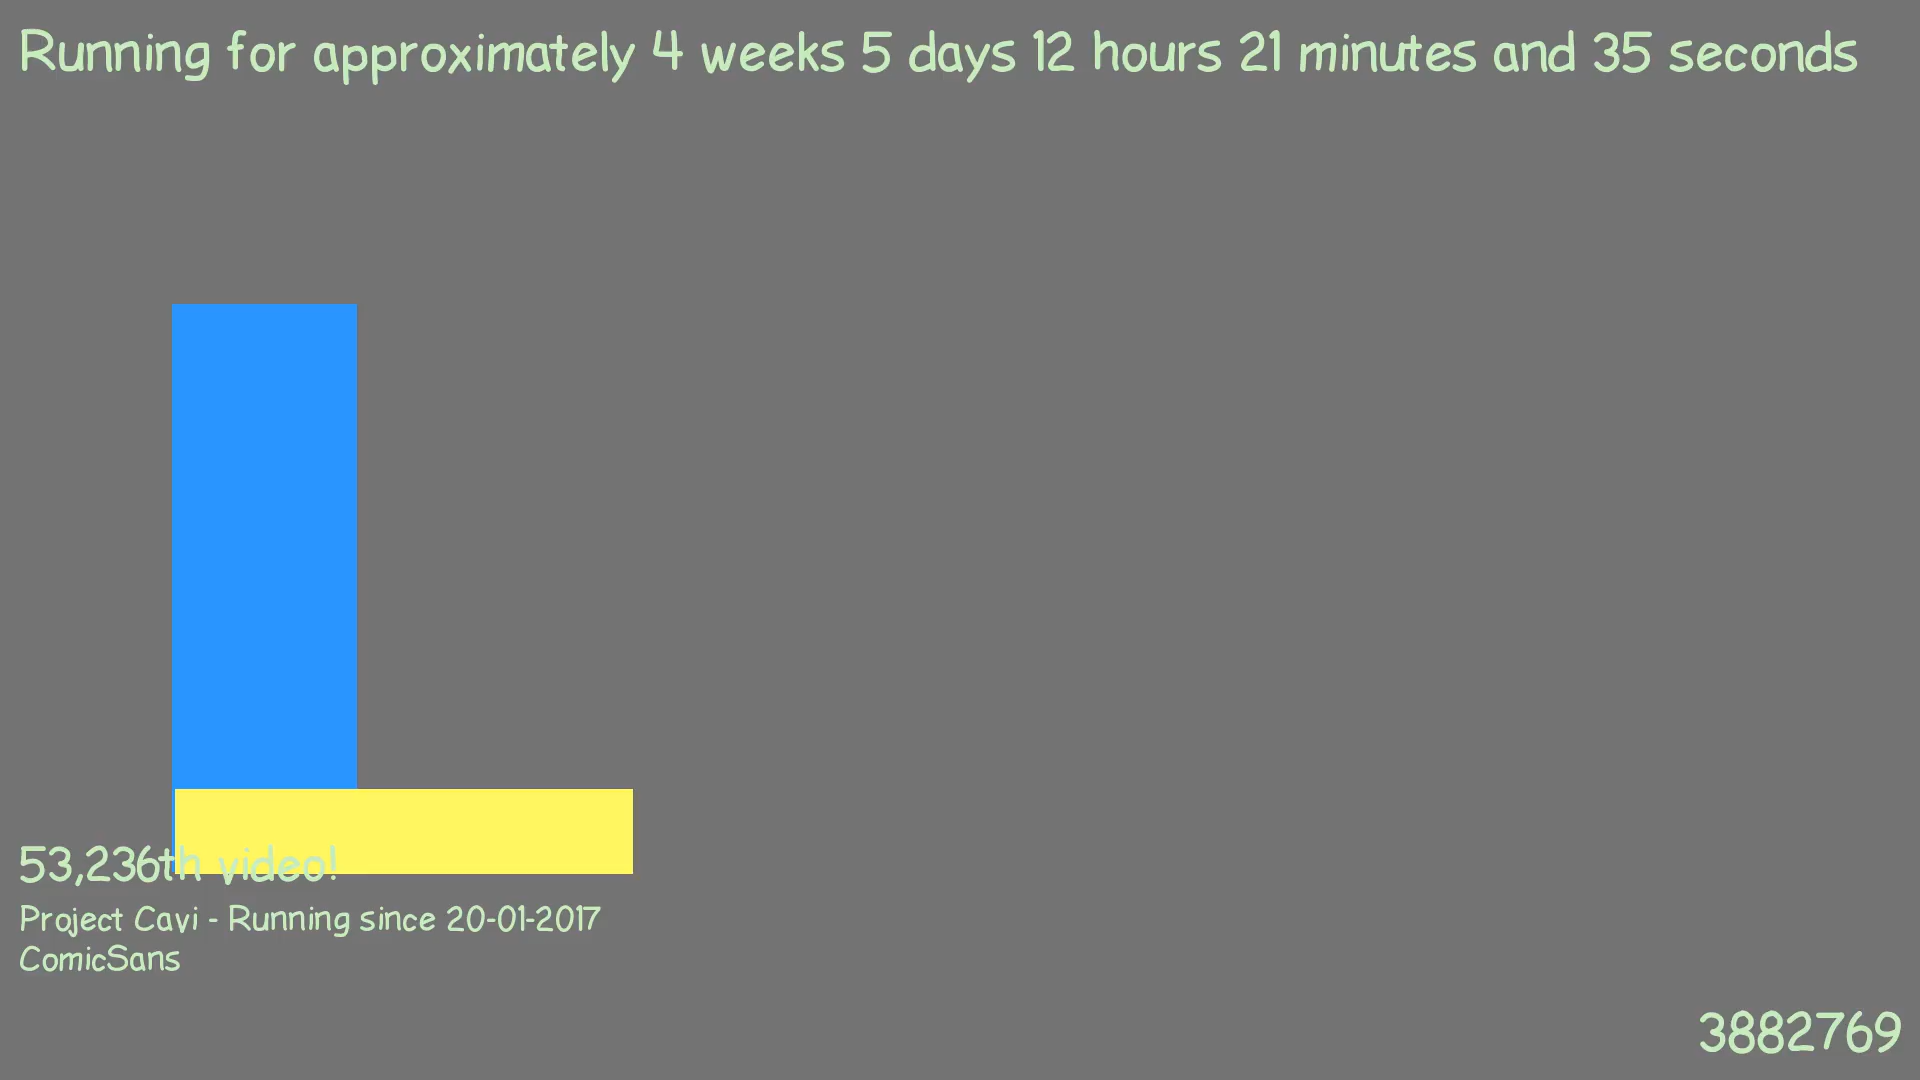 Running for approximately 4 weeks 5 days 12 hours 21 minutes and 35 seconds
53,236th video!
Project Cavi - Running since 20-01-2017
ComicSans
3882769